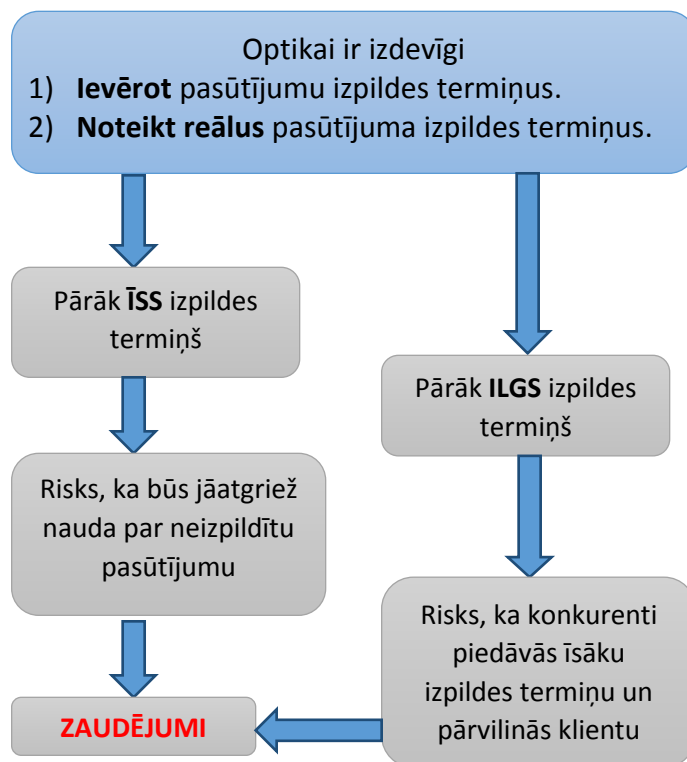 Optikai ir izdevīgi
1) Ievērot pasūtījumu izpildes termiņus.
2) Noteikt reālus pasūtījuma izpildes termiņus.
Pārāk ĪSS izpildes
termiņš
Pārāk ILGS izpildes
termiņš
Risks, ka būs jāatgriež
nauda par neizpildītu
pasūtījumu
Risks, ka konkurenti
piedāvās īsāku
izpildes termiņu un
pārvilinās klientu
ZAUDĒJUMI